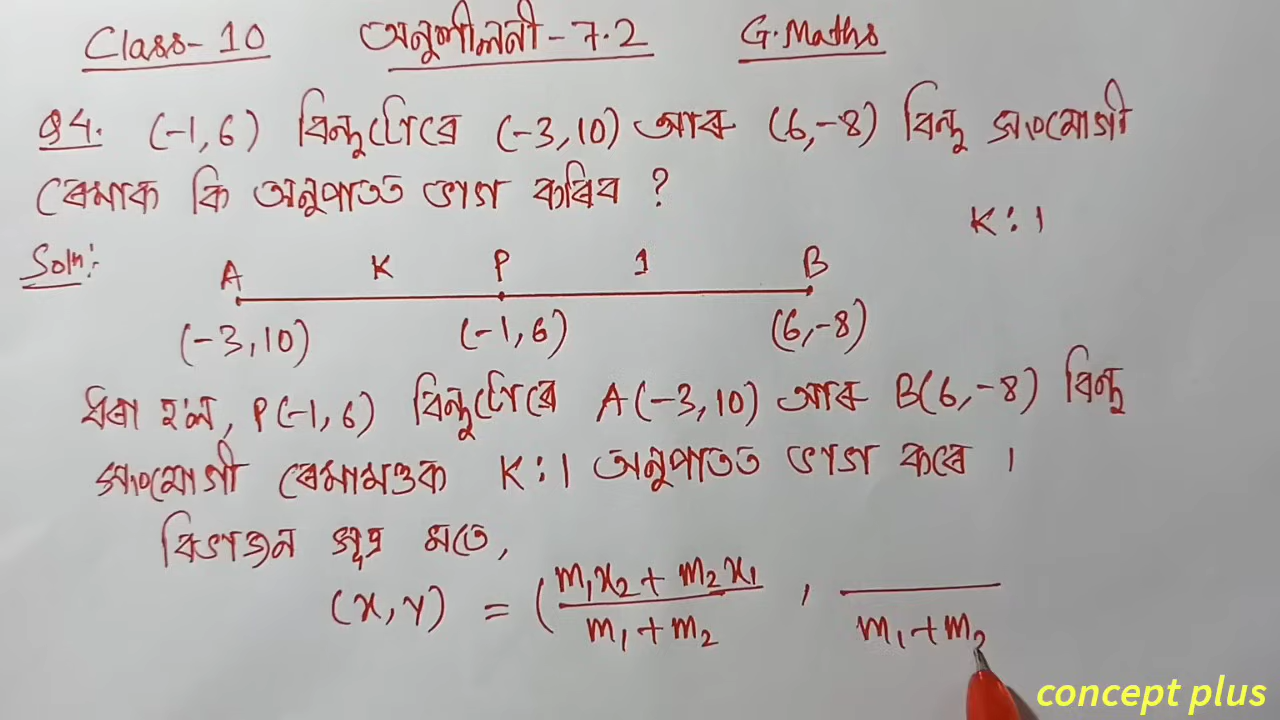 Class-10 অনুশীলনী-7.2 G.Maths
Q4. (-1,6) বিন্দুটোৱে (-3,10) আৰু (6,-8) বিন্দু সংযোগী
ৰেখাক কি অনুপাতত ভাগ কৰিব ?
K:1
Soln:
A K P 1 B
(-3,10) (-1,6) (6,-8)
ধৰা হ'ল, P(-1,6) বিন্দুটোৱে A(-3,10) আৰু B(6,-8) বিন্দু
সংযোগী ৰেখাখণ্ডক K:1 অনুপাতত ভাগ কৰে ।
বিভাজন সূত্ৰ মতে,
(x,y) = (m₁x₂ + m₂x₁ / m₁ + m₂ , / m₁ + m₂
concept plus